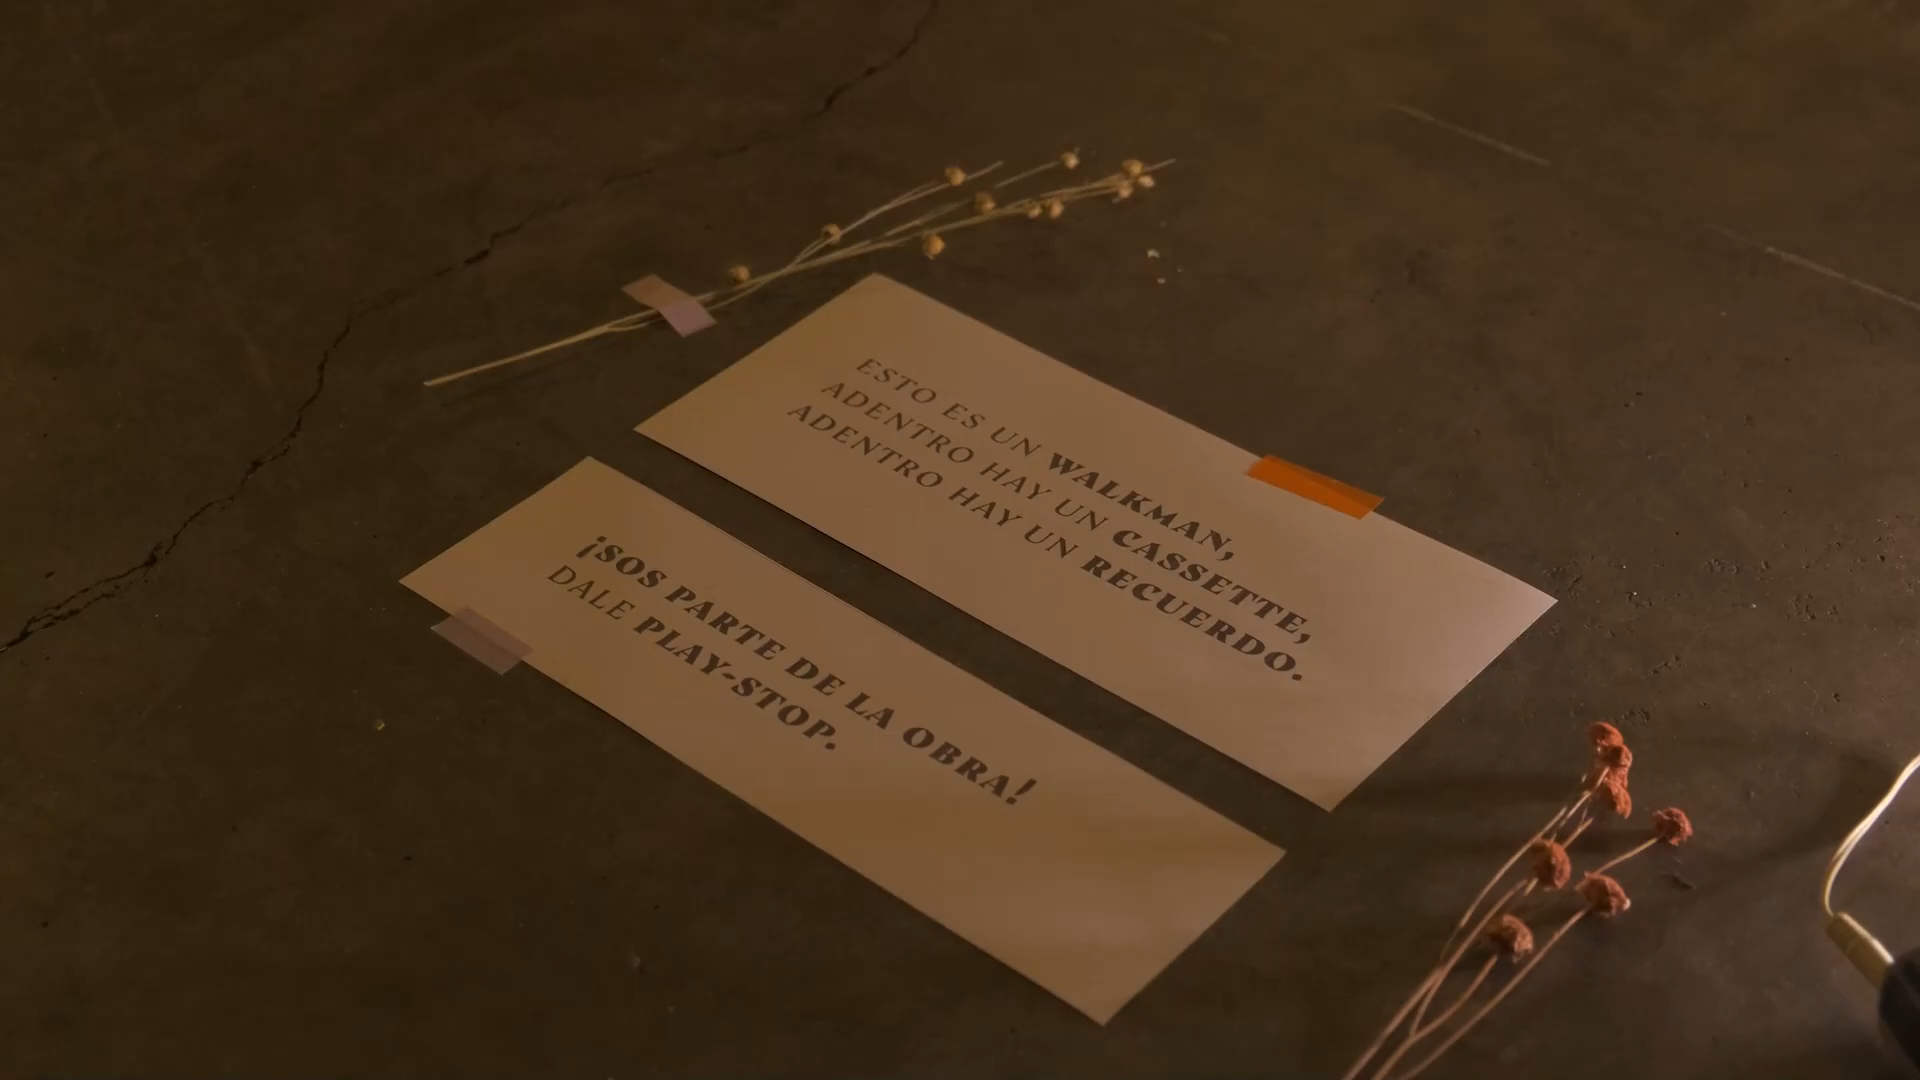 ESTO ES UN WALKMAN,
ADENTRO HAY UN CASSETTE,
ADENTRO HAY UN RECUERDO.
¡SOS PARTE DE LA OBRA!
DALE PLAY-STOP.